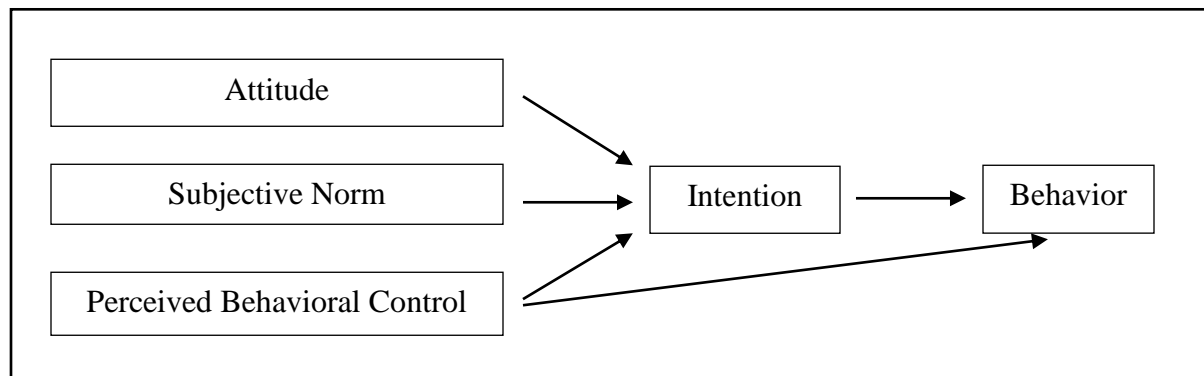 Attitude
Subjective Norm
Perceived Behavioral Control
Intention
Behavior